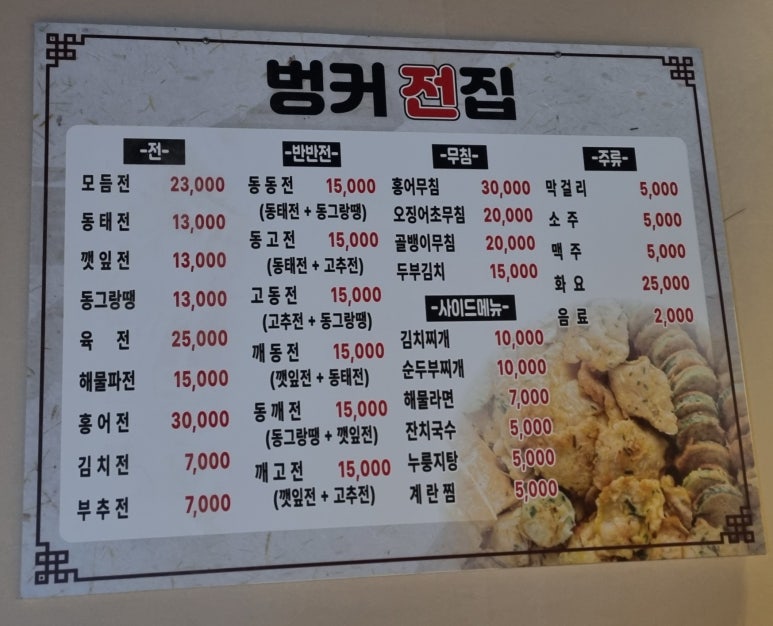 벙커 전집
-전-
모듬전 23,000
동태전 13,000
깻잎전 13,000
동그랑땡 13,000
육 전 25,000
해물파전 15,000
홍어전 30,000
김치전 7,000
부추전 7,000
-반반전-
동동전 15,000
(동태전 + 동그랑땡)
동고전 15,000
(동태전 + 고추전)
고동전 15,000
(고추전 + 동그랑땡)
깨동전 15,000
(깻잎전 + 동태전)
동깨전 15,000
(동그랑땡 + 깻잎전)
깨고전 15,000
(깻잎전 + 고추전)
-무침-
홍어무침 30,000
오징어초무침 20,000
골뱅이무침 20,000
두부김치 15,000
-사이드메뉴-
김치찌개 10,000
순두부찌개 10,000
해물라면 7,000
잔치국수 5,000
누룽지탕 5,000
계란찜 5,000
-주류-
막걸리 5,000
소주 5,000
맥주 5,000
화요 25,000
음료 2,000